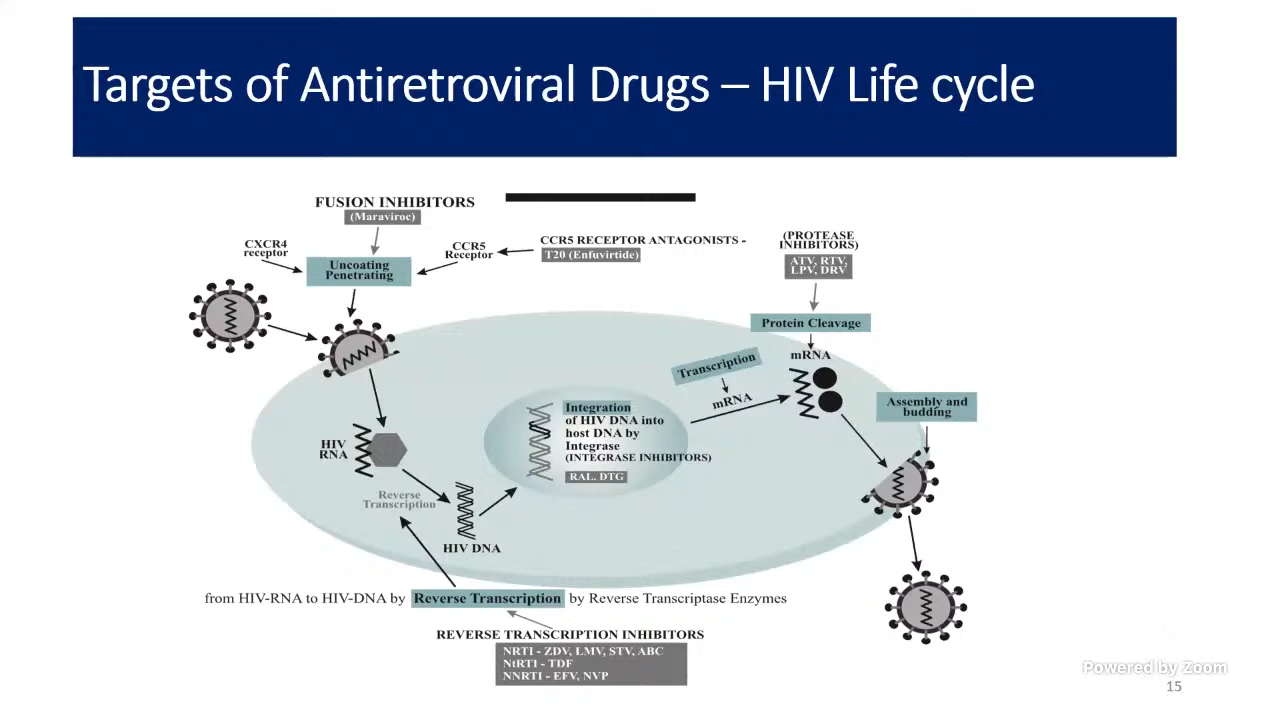 Targets of Antiretroviral Drugs – HIV Life cycle
FUSION INHIBITORS
(Maraviroc)
CXCR4
receptor
Uncoating
Penetrating
CCR5
Receptor
CCR5 RECEPTOR ANTAGONISTS -
T20 (Enfuvirtide)
(PROTEASE
INHIBITORS)
ATV, RTV,
LPV, DRV
Protein Cleavage
mRNA
Transcription
mRNA
Assembly and
budding
Integration
of HIV DNA into
host DNA by
Integrase
(INTEGRASE INHIBITORS)
RAL. DTG
HIV
RNA
Reverse
Transcription
HIV DNA
from HIV-RNA to HIV-DNA by Reverse Transcription by Reverse Transcriptase Enzymes
REVERSE TRANSCRIPTION INHIBITORS
NRTI - ZDV, LMV, STV, ABC
NtRTI - TDF
NNRTI - EFV, NVP
Powered by Zoom
15